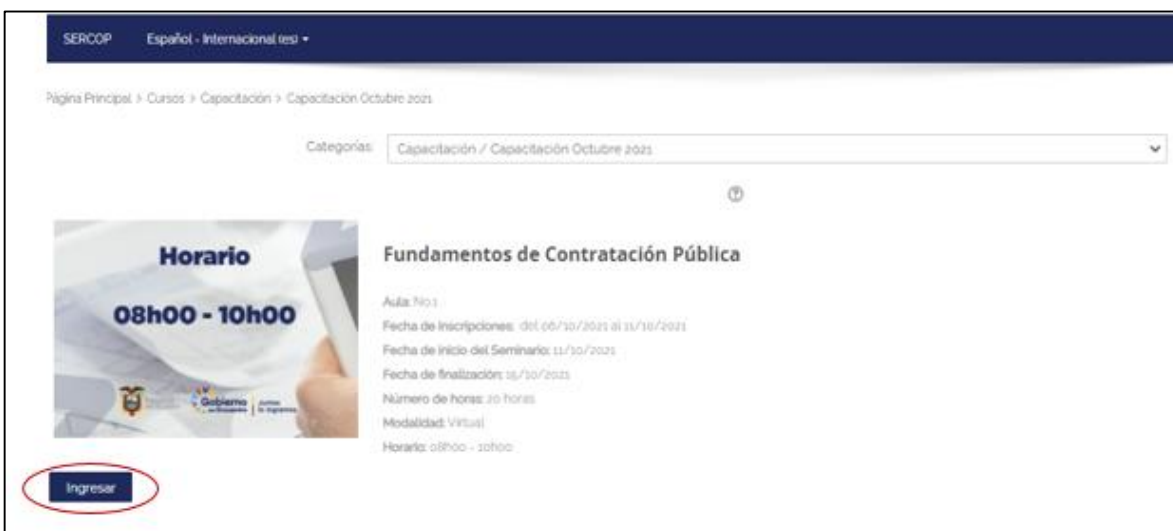 SERCOP Español - Internacional (es)
Página Principal > Cursos > Capacitación > Capacitación Octubre 2021
Categorías: Capacitación / Capacitación Octubre 2021
Horario
08h00 - 10h00
Gobierno Juntos lo logramos
Fundamentos de Contratación Pública
Aula: No.1
Fecha de inscripciones: del 06/10/2021 al 11/10/2021
Fecha de inicio del Seminario: 11/10/2021
Fecha de finalización: 15/10/2021
Número de horas: 20 horas
Modalidad: Virtual
Horario: 08h00 - 10h00
Ingresar